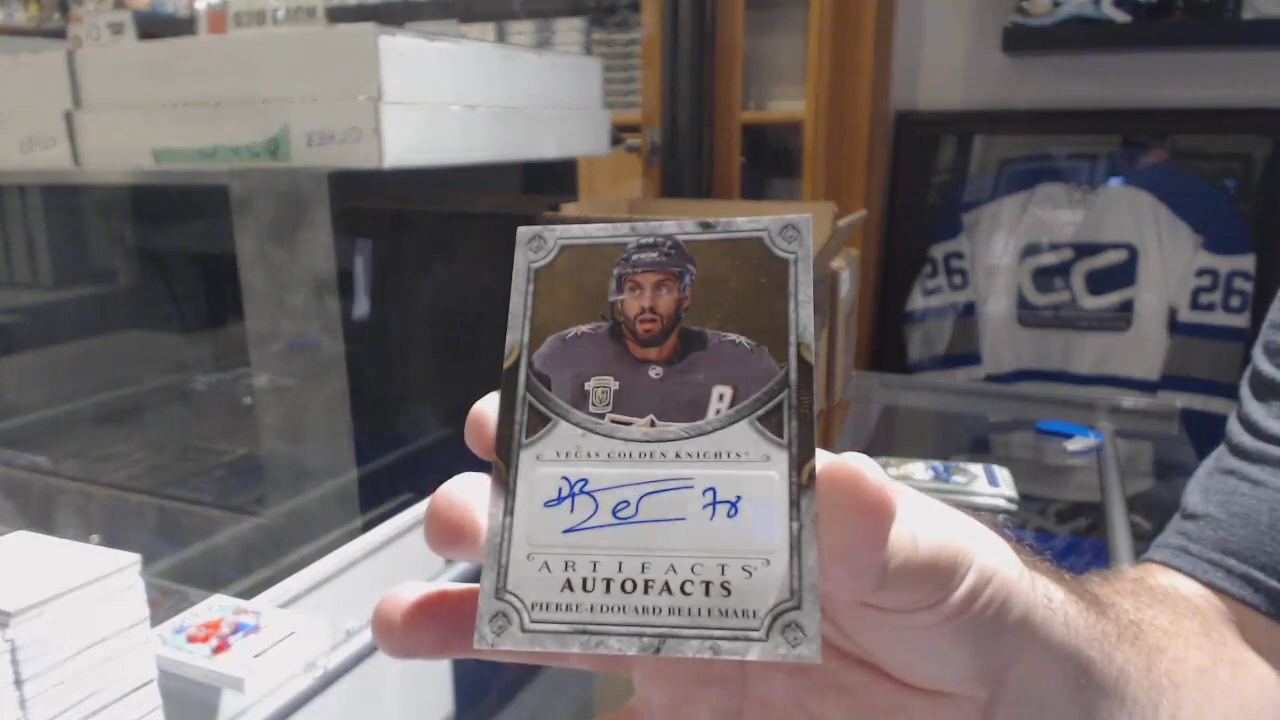 26
C&C
26
VEGAS GOLDEN KNIGHTS
78
ARTIFACTS
AUTOFACTS
PIERRE-EDOUARD BELLEMARE